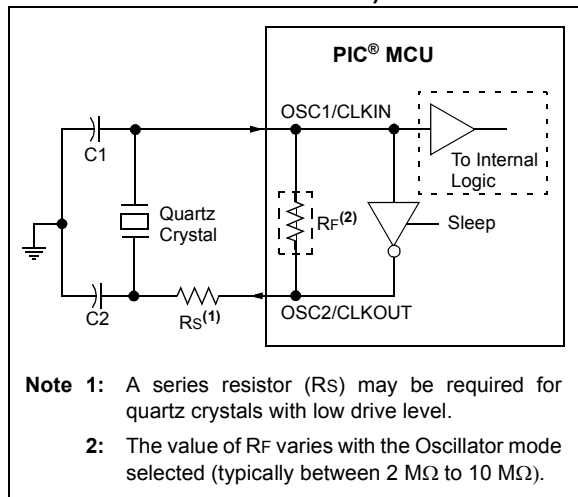 PIC® MCU
OSC1/CLKIN
C1
To Internal
Logic
Quartz
Crystal
RF(2)
Sleep
C2
RS(1)
OSC2/CLKOUT
Note 1: A series resistor (RS) may be required for
quartz crystals with low drive level.
2: The value of RF varies with the Oscillator mode
selected (typically between 2 MΩ to 10 MΩ).